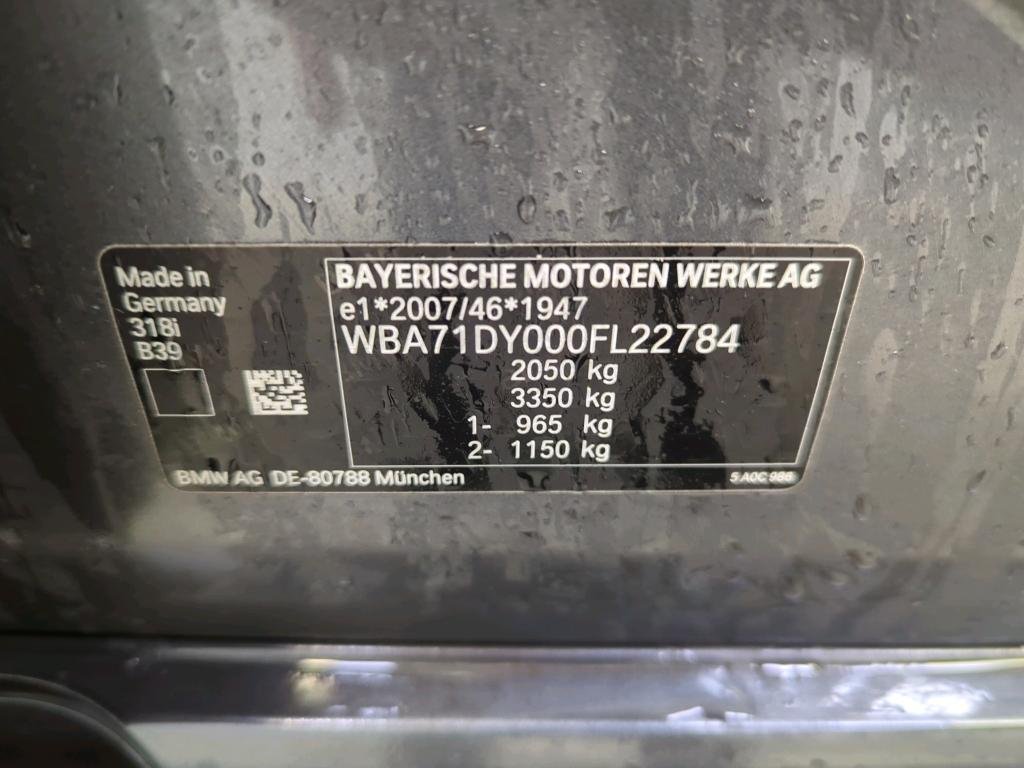 Made in
Germany
318i
B39
BAYERISCHE MOTOREN WERKE AG
e1*2007/46*1947
WBA71DY000FL22784
2050 kg
3350 kg
1- 965 kg
2- 1150 kg
BMW AG DE-80788 München
5 A0C 986